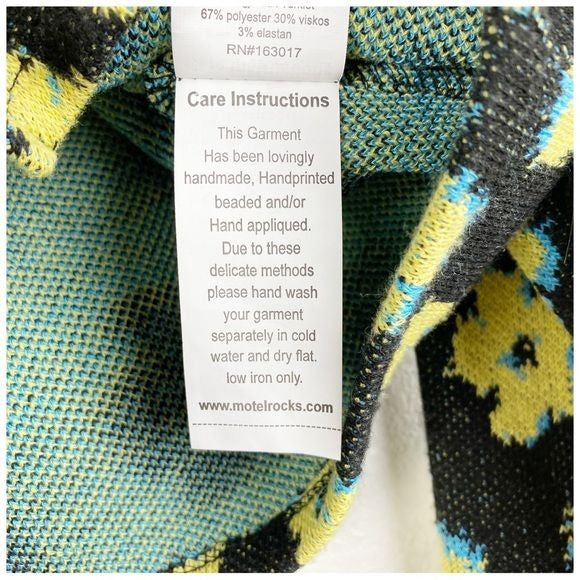 67% polyester 30% viskos
3% elastan
RN#163017
Care Instructions
This Garment
Has been lovingly
handmade, Handprinted
beaded and/or
Hand appliqued.
Due to these
delicate methods
please hand wash
your garment
separately in cold
water and dry flat.
low iron only.
www.motelrocks.com